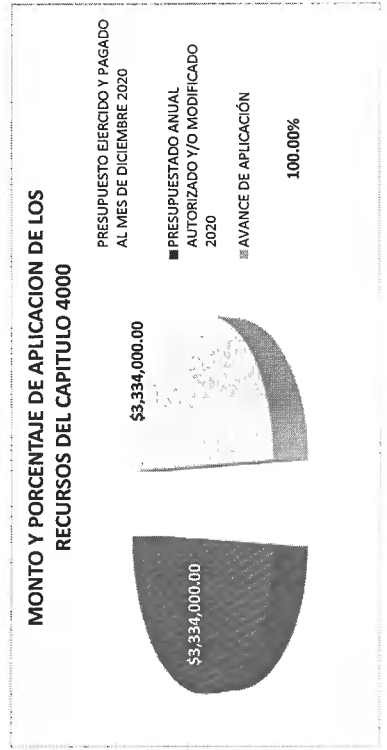 MONTO Y PORCENTAJE DE APLICACION DE LOS
RECURSOS DEL CAPITULO 4000
$3,334,000.00
$3,334,000.00
PRESUPUESTO EJERCIDO Y PAGADO
AL MES DE DICIEMBRE 2020
PRESUPUESTADO ANUAL
AUTORIZADO Y/O MODIFICADO
2020
AVANCE DE APLICACIÓN
100.00%